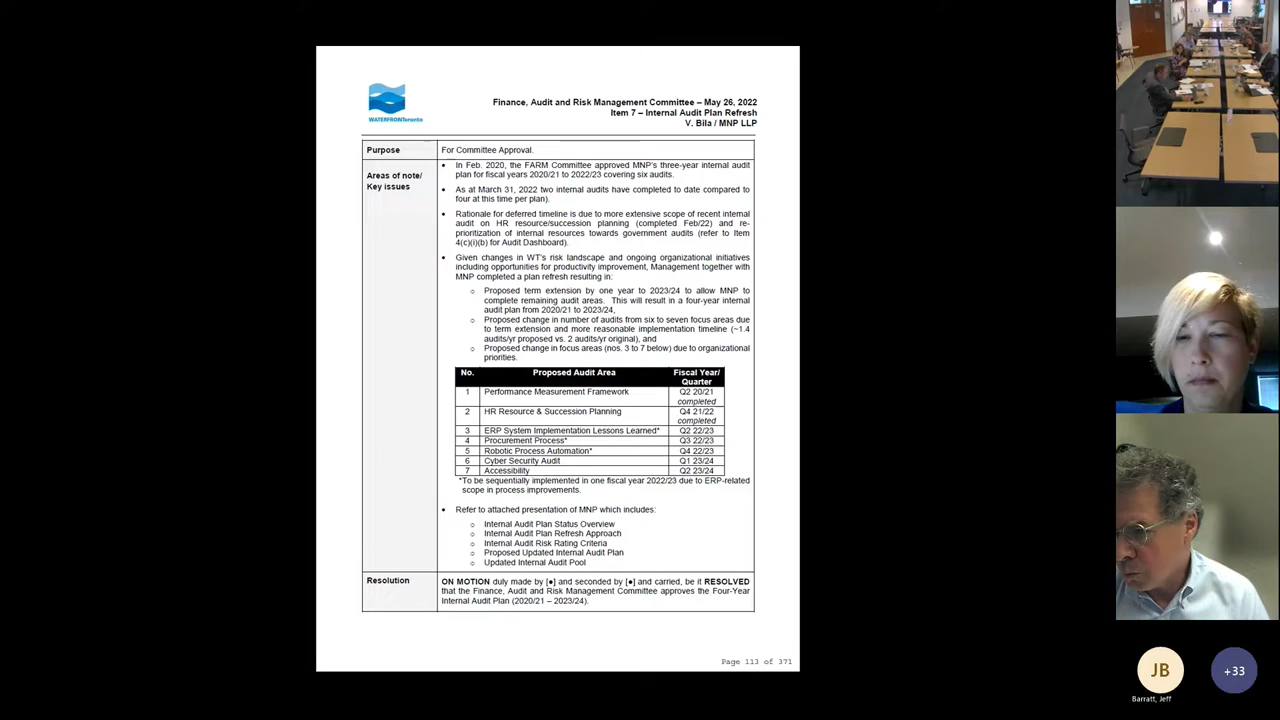 WATERFRONToronto
Finance, Audit and Risk Management Committee – May 26, 2022
Item 7 – Internal Audit Plan Refresh
V. Bila / MNP LLP
Purpose
For Committee Approval.
Areas of note/
Key issues
• In Feb. 2020, the FARM Committee approved MNP's three-year internal audit
plan for fiscal years 2020/21 to 2022/23 covering six audits.
• As at March 31, 2022 two internal audits have completed to date compared to
four at this time per plan).
• Rationale for deferred timeline is due to more extensive scope of recent internal
audit on HR resource/succession planning (completed Feb/22) and re-
prioritization of internal resources towards government audits (refer to Item
4(c)(i)(b) for Audit Dashboard).
• Given changes in WT's risk landscape and ongoing organizational initiatives
including opportunities for productivity improvement, Management together with
MNP completed a plan refresh resulting in:
o Proposed term extension by one year to 2023/24 to allow MNP to
complete remaining audit areas. This will result in a four-year internal
audit plan from 2020/21 to 2023/24,
o Proposed change in number of audits from six to seven focus areas due
to term extension and more reasonable implementation timeline (~1.4
audits/yr proposed vs. 2 audits/yr original), and
o Proposed change in focus areas (nos. 3 to 7 below) due to organizational
priorities.
No. Proposed Audit Area Fiscal Year/
Quarter
1 Performance Measurement Framework Q2 20/21
completed
2 HR Resource & Succession Planning Q4 21/22
completed
3 ERP System Implementation Lessons Learned* Q2 22/23
4 Procurement Process* Q3 22/23
5 Robotic Process Automation* Q4 22/23
6 Cyber Security Audit Q1 23/24
7 Accessibility Q2 23/24
*To be sequentially implemented in one fiscal year 2022/23 due to ERP-related
scope in process improvements.
• Refer to attached presentation of MNP which includes:
o Internal Audit Plan Status Overview
o Internal Audit Plan Refresh Approach
o Internal Audit Risk Rating Criteria
o Proposed Updated Internal Audit Plan
o Updated Internal Audit Pool
Resolution
ON MOTION duly made by [●] and seconded by [●] and carried, be it RESOLVED
that the Finance, Audit and Risk Management Committee approves the Four-Year
Internal Audit Plan (2020/21 – 2023/24).
Page 113 of 371
JB
+33
Barratt, Jeff